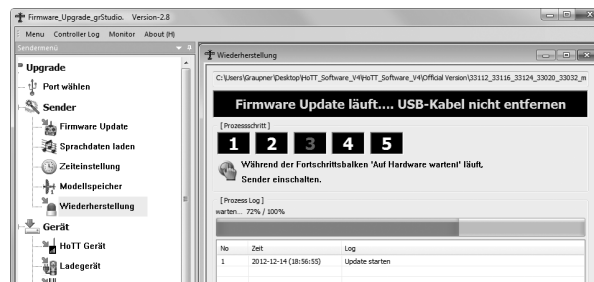 Firmware_Upgrade_grStudio. Version-2.8
Menu Controller Log Monitor About (H)
Sendermenü
Upgrade
Port wählen
Sender
Firmware Update
Sprachdaten laden
Zeiteinstellung
Modellspeicher
Wiederherstellung
Gerät
HoTT Gerät
Ladegerät
Wiederherstellung
C:\Users\Graupner\Desktop\HoTT_Software_V4\HoTT_Software_V4\Official Version\33112_33116_33124_33020_33032_m
Firmware Update läuft.... USB-Kabel nicht entfernen
[ Prozessschritt ]
1 2 3 4 5
Während der Fortschrittsbalken 'Auf Hardware warten!' läuft,
Sender einschalten.
[ Prozess Log ]
warten... 72% / 100%
No Zeit Log
1 2012-12-14 (18:56:55) Update starten